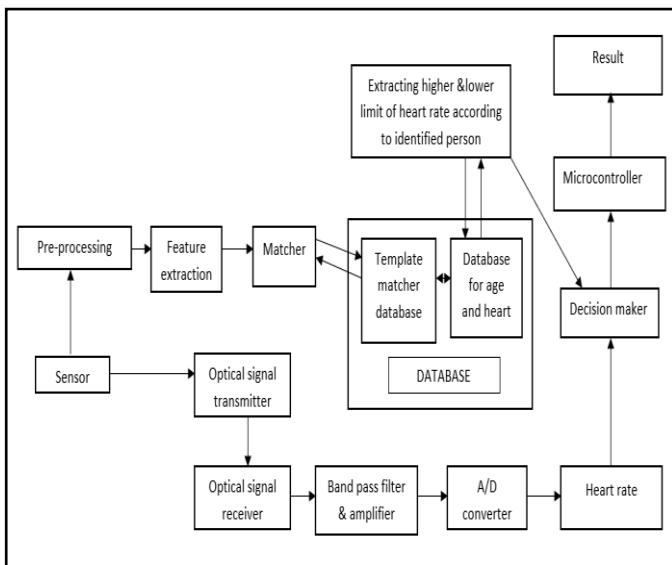 Result
Extracting higher &lower
limit of heart rate according
to identified person
Microcontroller
Pre-processing
Feature
extraction
Matcher
Template
matcher
database
Database
for age
and heart
Decision maker
DATABASE
Sensor
Optical signal
transmitter
Optical signal
receiver
Band pass filter
& amplifier
A/D
converter
Heart rate